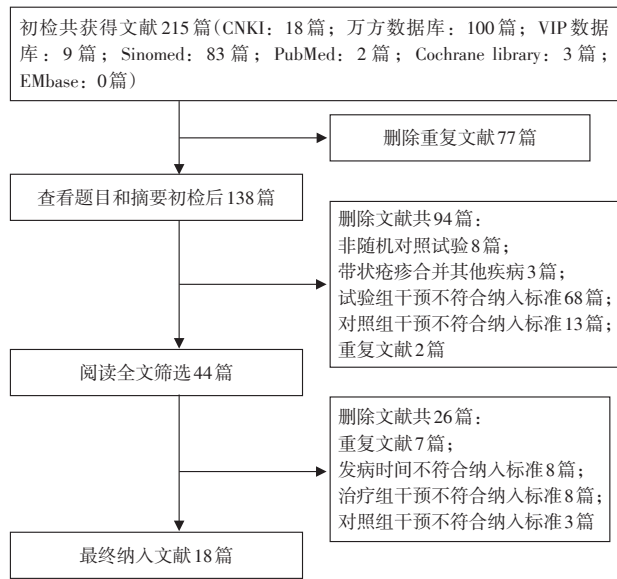 初检共获得文献215篇(CNKI：18篇；万方数据库：100篇；VIP数据
库：9篇；Sinomed：83篇；PubMed：2篇；Cochrane library：3篇；
EMbase：0篇)
删除重复文献77篇
查看题目和摘要初检后138篇
删除文献共94篇：
非随机对照试验8篇；
带状疮疹合并其他疾病3篇；
试验组干预不符合纳入标准68篇；
对照组干预不符合纳入标准13篇；
重复文献2篇
阅读全文筛选44篇
删除文献共26篇：
重复文献7篇；
发病时间不符合纳入标准8篇；
治疗组干预不符合纳入标准8篇；
对照组干预不符合纳入标准3篇
最终纳入文献18篇